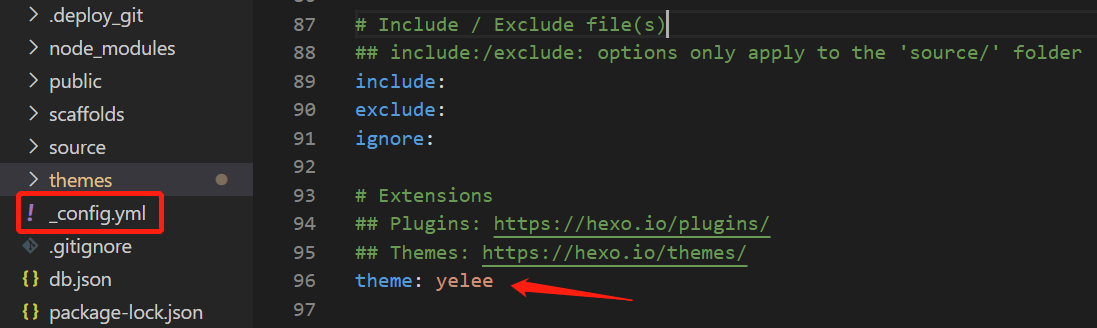 .deploy_git
node_modules
public
scaffolds
source
themes
! _config.yml
.gitignore
{} db.json
{} package-lock.json
87 # Include / Exclude file(s)
88 ## include:/exclude: options only apply to the 'source/' folder
89 include:
90 exclude:
91 ignore:
92
93 # Extensions
94 ## Plugins: https://hexo.io/plugins/
95 ## Themes: https://hexo.io/themes/
96 theme: yelee
97